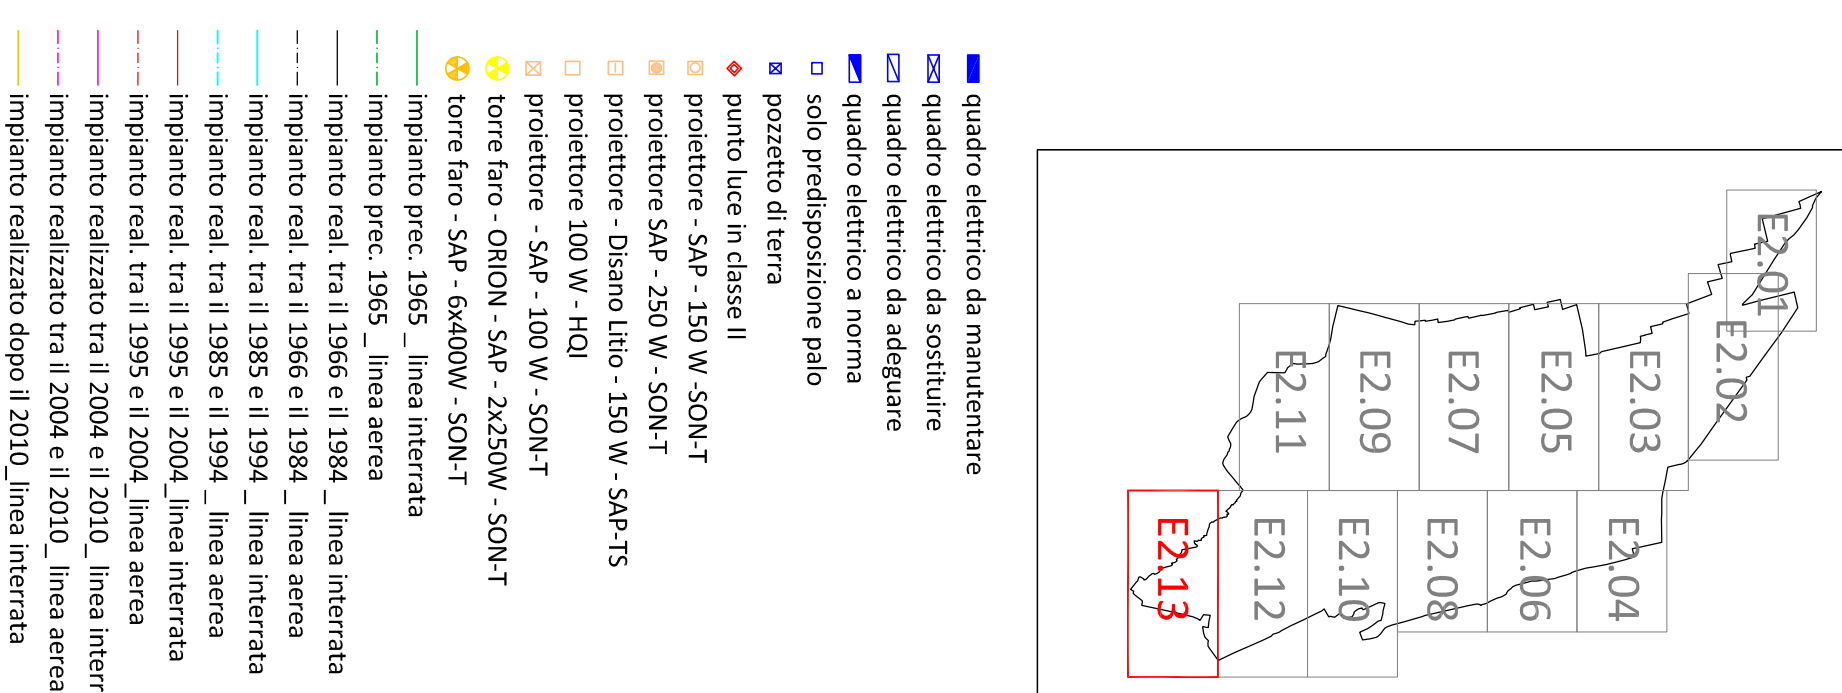 E2.01
E2.02
E2.03
E2.05
E2.07
E2.09
E2.11
E2.04
E2.06
E2.08
E2.10
E2.12
E2.13
quadro elettrico da manutentare
quadro elettrico da sostituire
quadro elettrico da adeguare
quadro elettrico a norma
solo predisposizione palo
pozzetto di terra
punto luce in classe II
proiettore - SAP - 150 W -SON-T
proiettore SAP - 250 W - SON-T
proiettore - Disano Litio - 150 W - SAP-TS
proiettore 100 W - HQI
proiettore - SAP - 100 W - SON-T
torre faro - ORION - SAP - 2x250W - SON-T
torre faro - SAP - 6x400W - SON-T
impianto prec. 1965 _ linea interrata
impianto prec. 1965 _ linea aerea
impianto real. tra il 1966 e il 1984_ linea interrata
impianto real. tra il 1966 e il 1984_ linea aerea
impianto real. tra il 1985 e il 1994_ linea interrata
impianto real. tra il 1985 e il 1994_ linea aerea
impianto real. tra il 1995 e il 2004_linea interrata
impianto real. tra il 1995 e il 2004_linea aerea
impianto realizzato tra il 2004 e il 2010_ linea interr
impianto realizzato tra il 2004 e il 2010_ linea aerea
impianto realizzato dopo il 2010_linea interrata